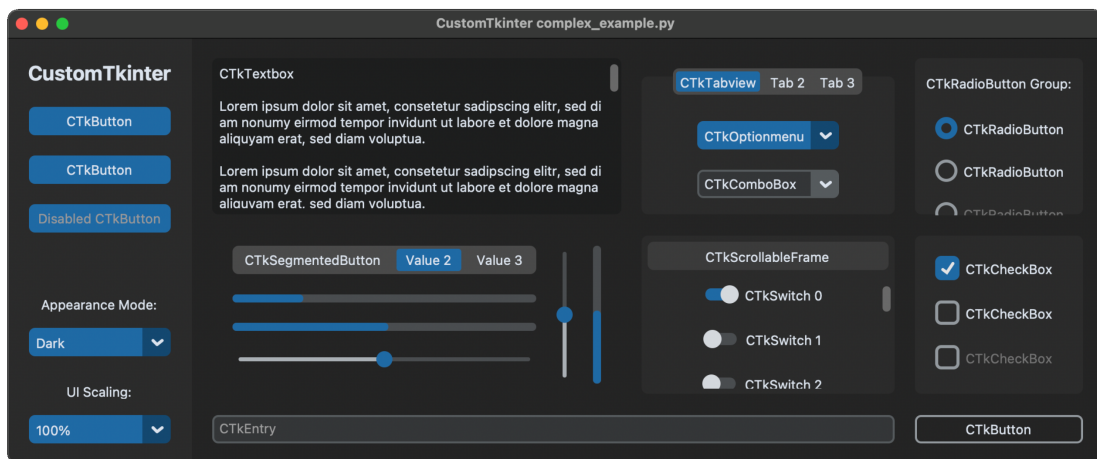 CustomTkinter complex_example.py
CustomTkinter
CTkButton
CTkButton
Disabled CTkButton
Appearance Mode:
Dark
UI Scaling:
100%
CTkTextbox
Lorem ipsum dolor sit amet, consetetur sadipscing elitr, sed di
am nonumy eirmod tempor invidunt ut labore et dolore magna
aliquyam erat, sed diam voluptua.
Lorem ipsum dolor sit amet, consetetur sadipscing elitr, sed di
am nonumy eirmod tempor invidunt ut labore et dolore magna
aliquyam erat, sed diam voluptua.
CTkTabview Tab 2 Tab 3
CTkOptionmenu
CTkComboBox
CTkRadioButton Group:
CTkRadioButton
CTkRadioButton
CTkRadioButton
CTkSegmentedButton Value 2 Value 3
CTkScrollableFrame
CTkSwitch 0
CTkSwitch 1
CTkSwitch 2
CTkCheckBox
CTkCheckBox
CTkCheckBox
CTkEntry
CTkButton